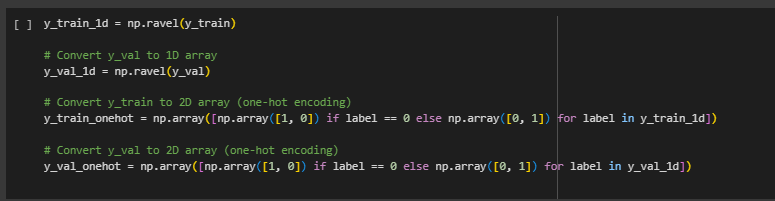 [ ] y_train_1d = np.ravel(y_train)
# Convert y_val to 1D array
y_val_1d = np.ravel(y_val)
# Convert y_train to 2D array (one-hot encoding)
y_train_onehot = np.array([np.array([1, 0]) if label == 0 else np.array([0, 1]) for label in y_train_1d])
# Convert y_val to 2D array (one-hot encoding)
y_val_onehot = np.array([np.array([1, 0]) if label == 0 else np.array([0, 1]) for label in y_val_1d])